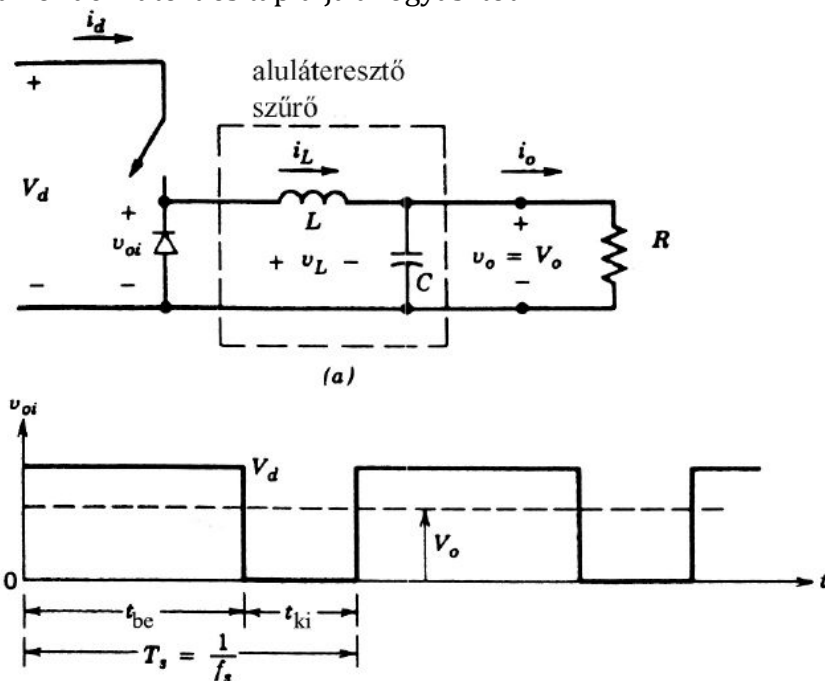 i_d
aluláteresztő
szűrő
+
i_L
i_o
V_d
+
v_oi
L
+ v_L −
C
+
v_o = V_o
R
−
−
−
(a)
v_oi
V_d
V_o
0
t
t_be
t_ki
T_s = 1/f_s